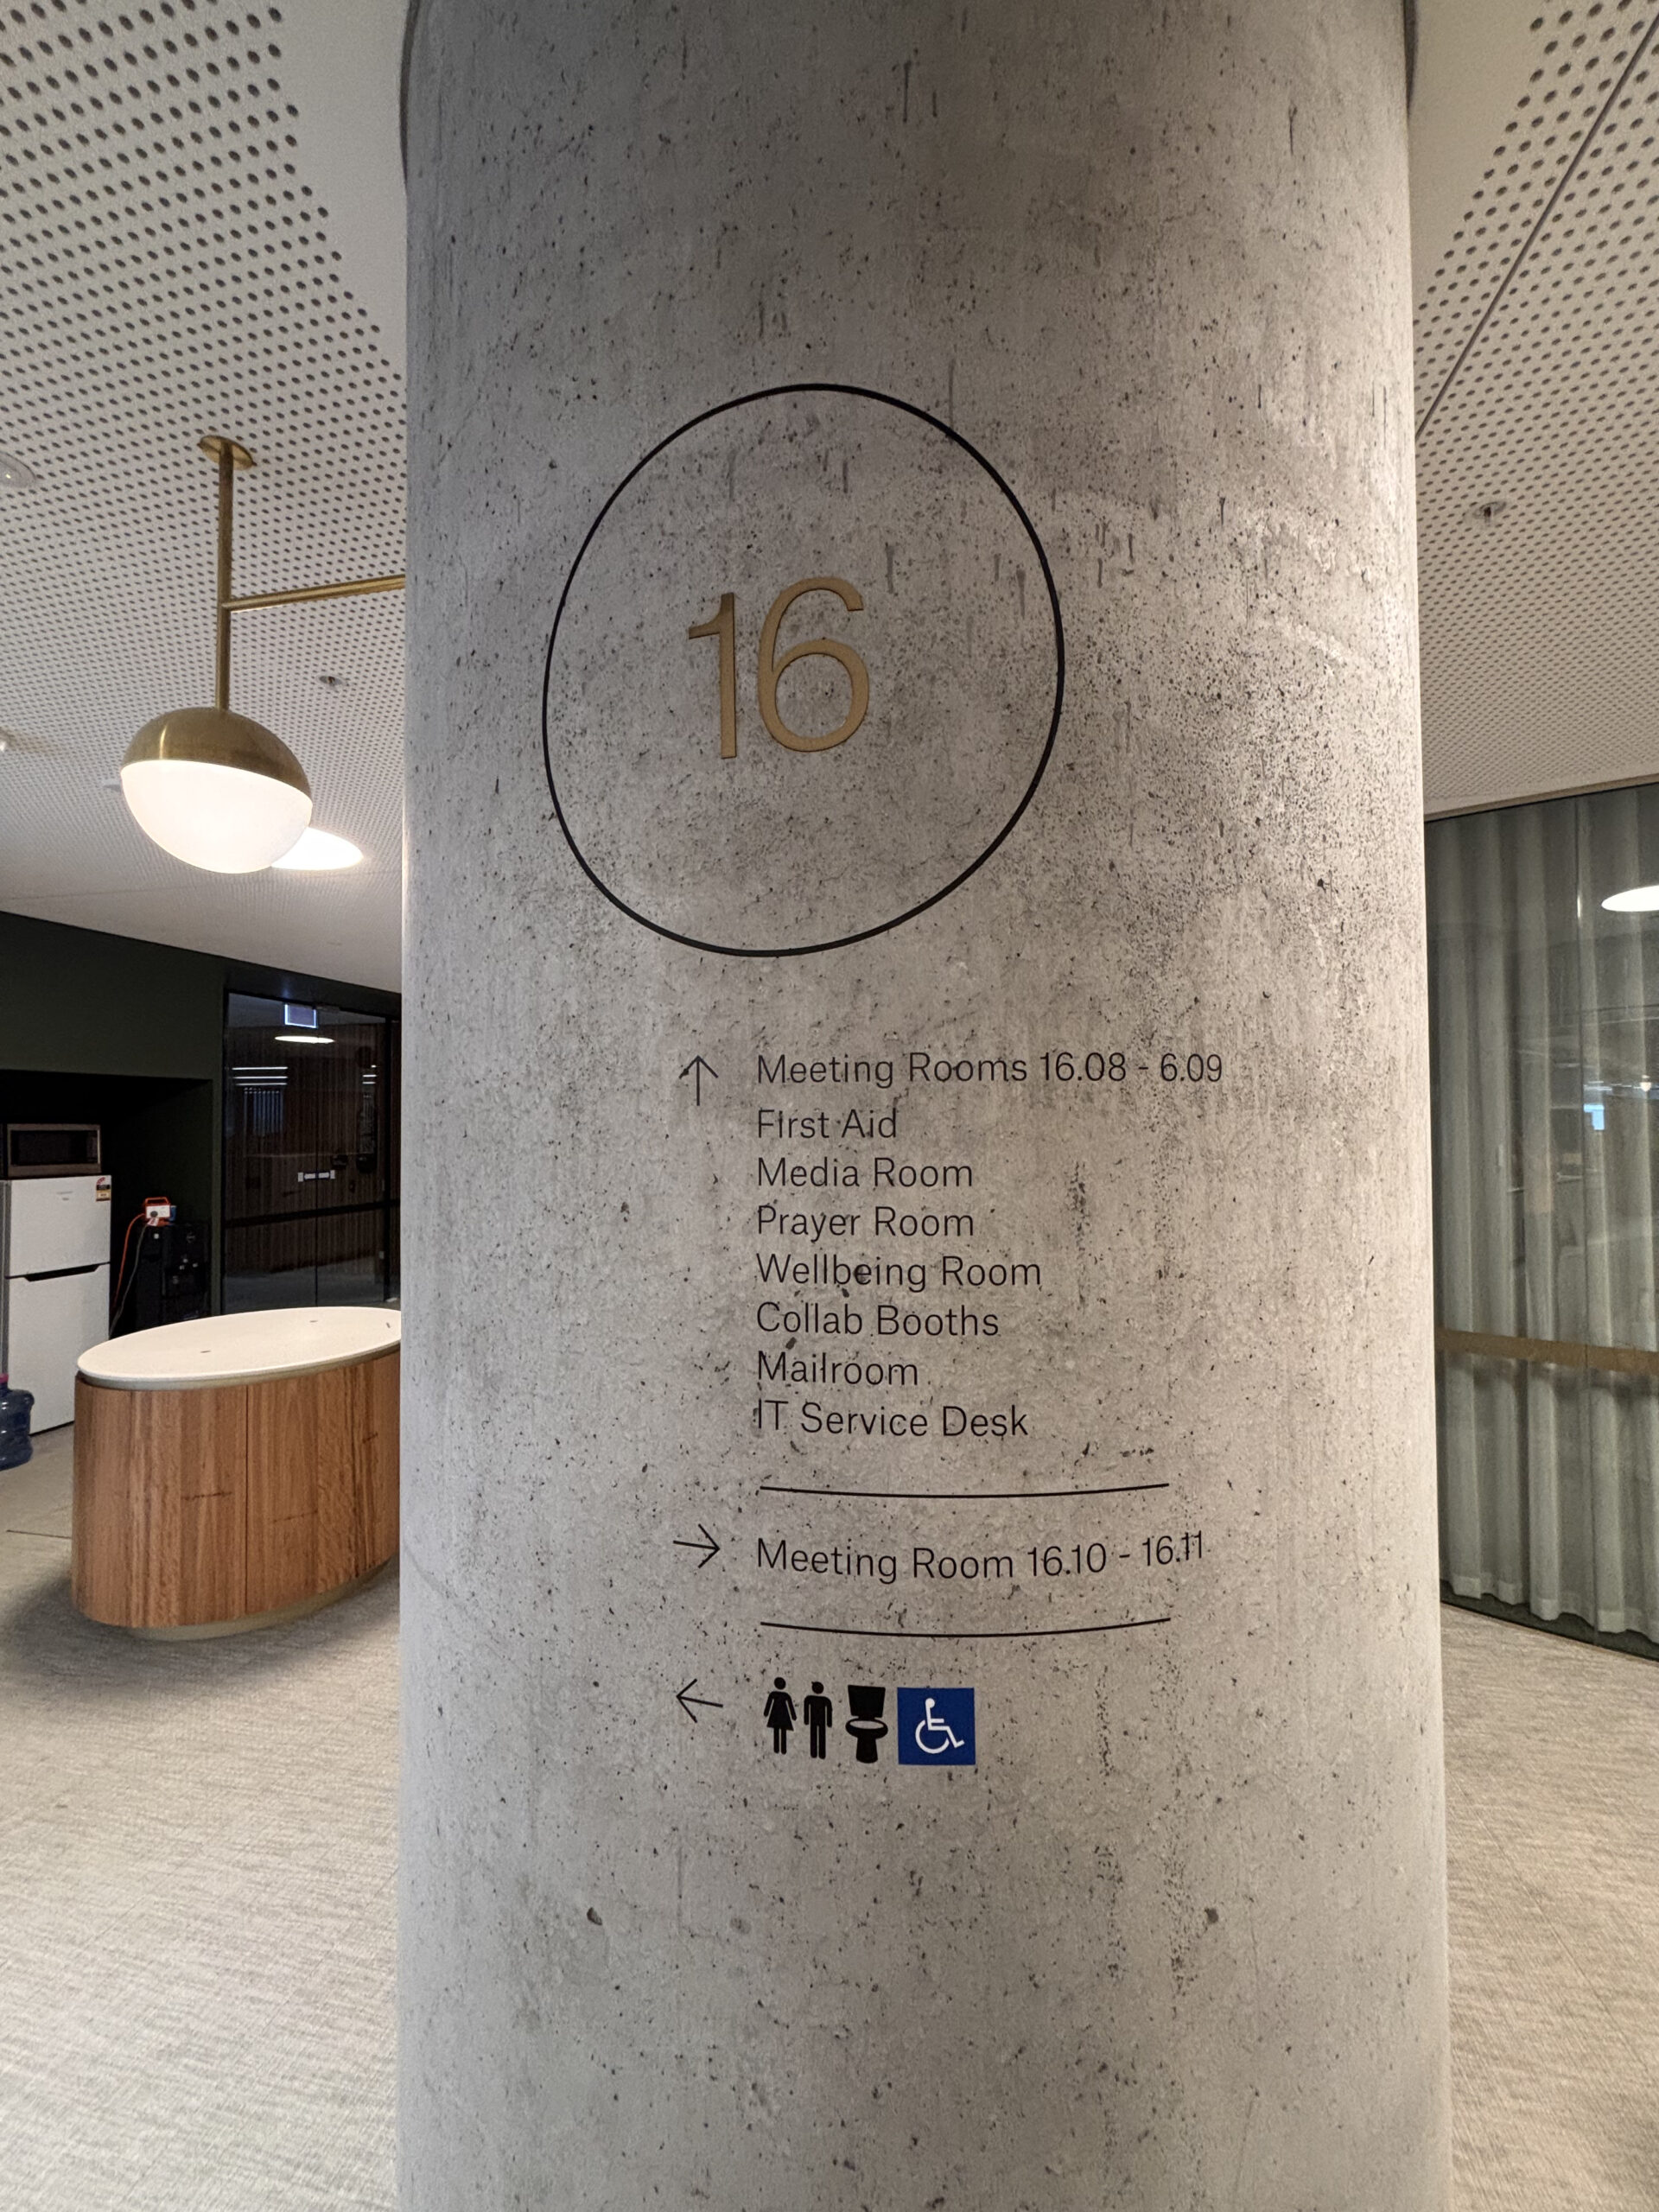 16
Meeting Rooms 16.08 - 6.09
FIrst Aid
Media Room
Prayer Room
Wellbeing Room
Collab Booths
Mailroom
IT Service Desk
Meeting Room 16.10 - 16.11